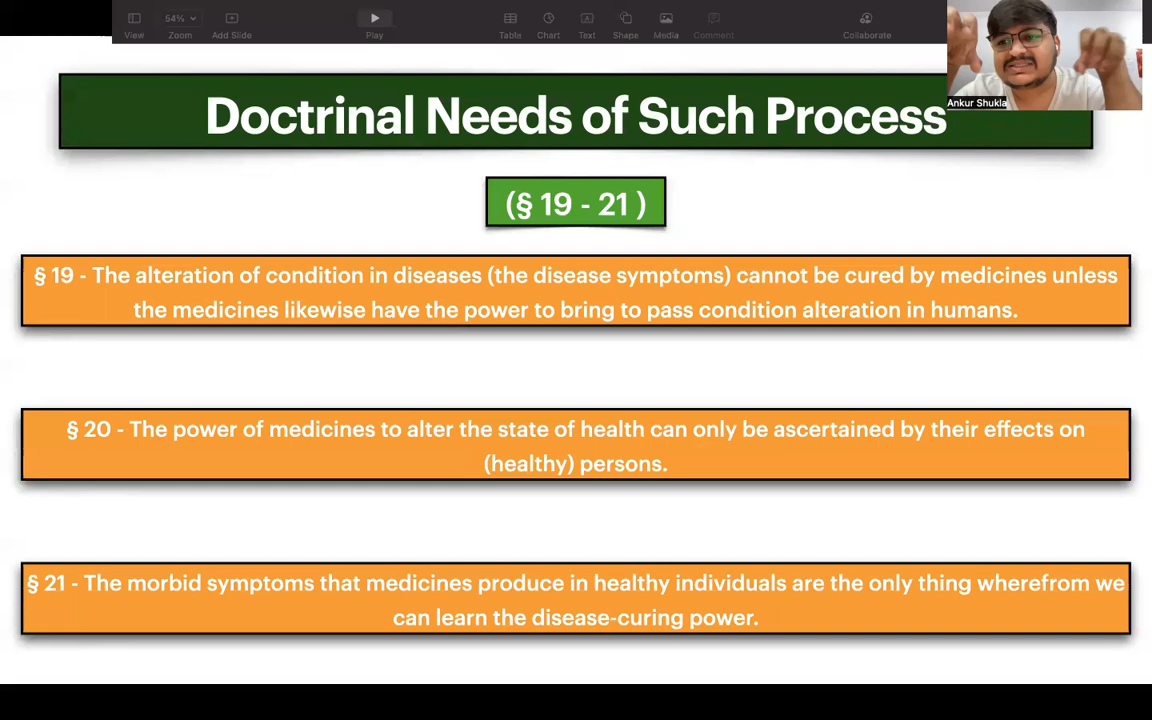 54%
View
Zoom
Add Slide
Play
Table
Chart
Text
Shape
Media
Comment
Collaborate
Ankur Shukla
Doctrinal Needs of Such Process
(§ 19 - 21 )
§ 19 - The alteration of condition in diseases (the disease symptoms) cannot be cured by medicines unless
the medicines likewise have the power to bring to pass condition alteration in humans.
§ 20 - The power of medicines to alter the state of health can only be ascertained by their effects on
(healthy) persons.
§ 21 - The morbid symptoms that medicines produce in healthy individuals are the only thing wherefrom we
can learn the disease-curing power.